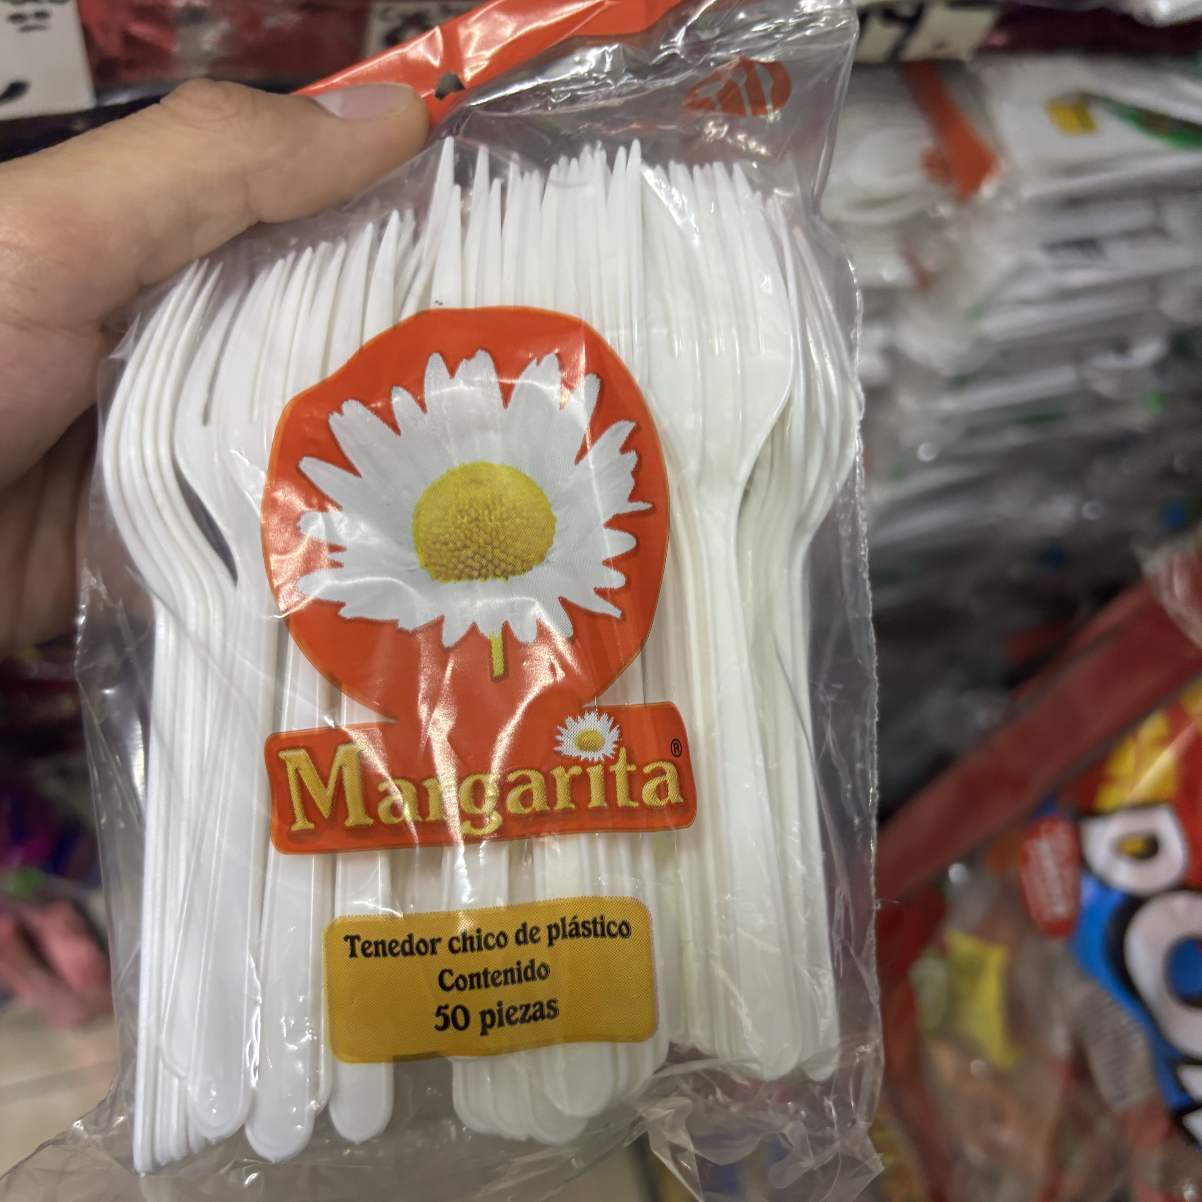 Margarita®
Tenedor chico de plástico
Contenido
50 piezas